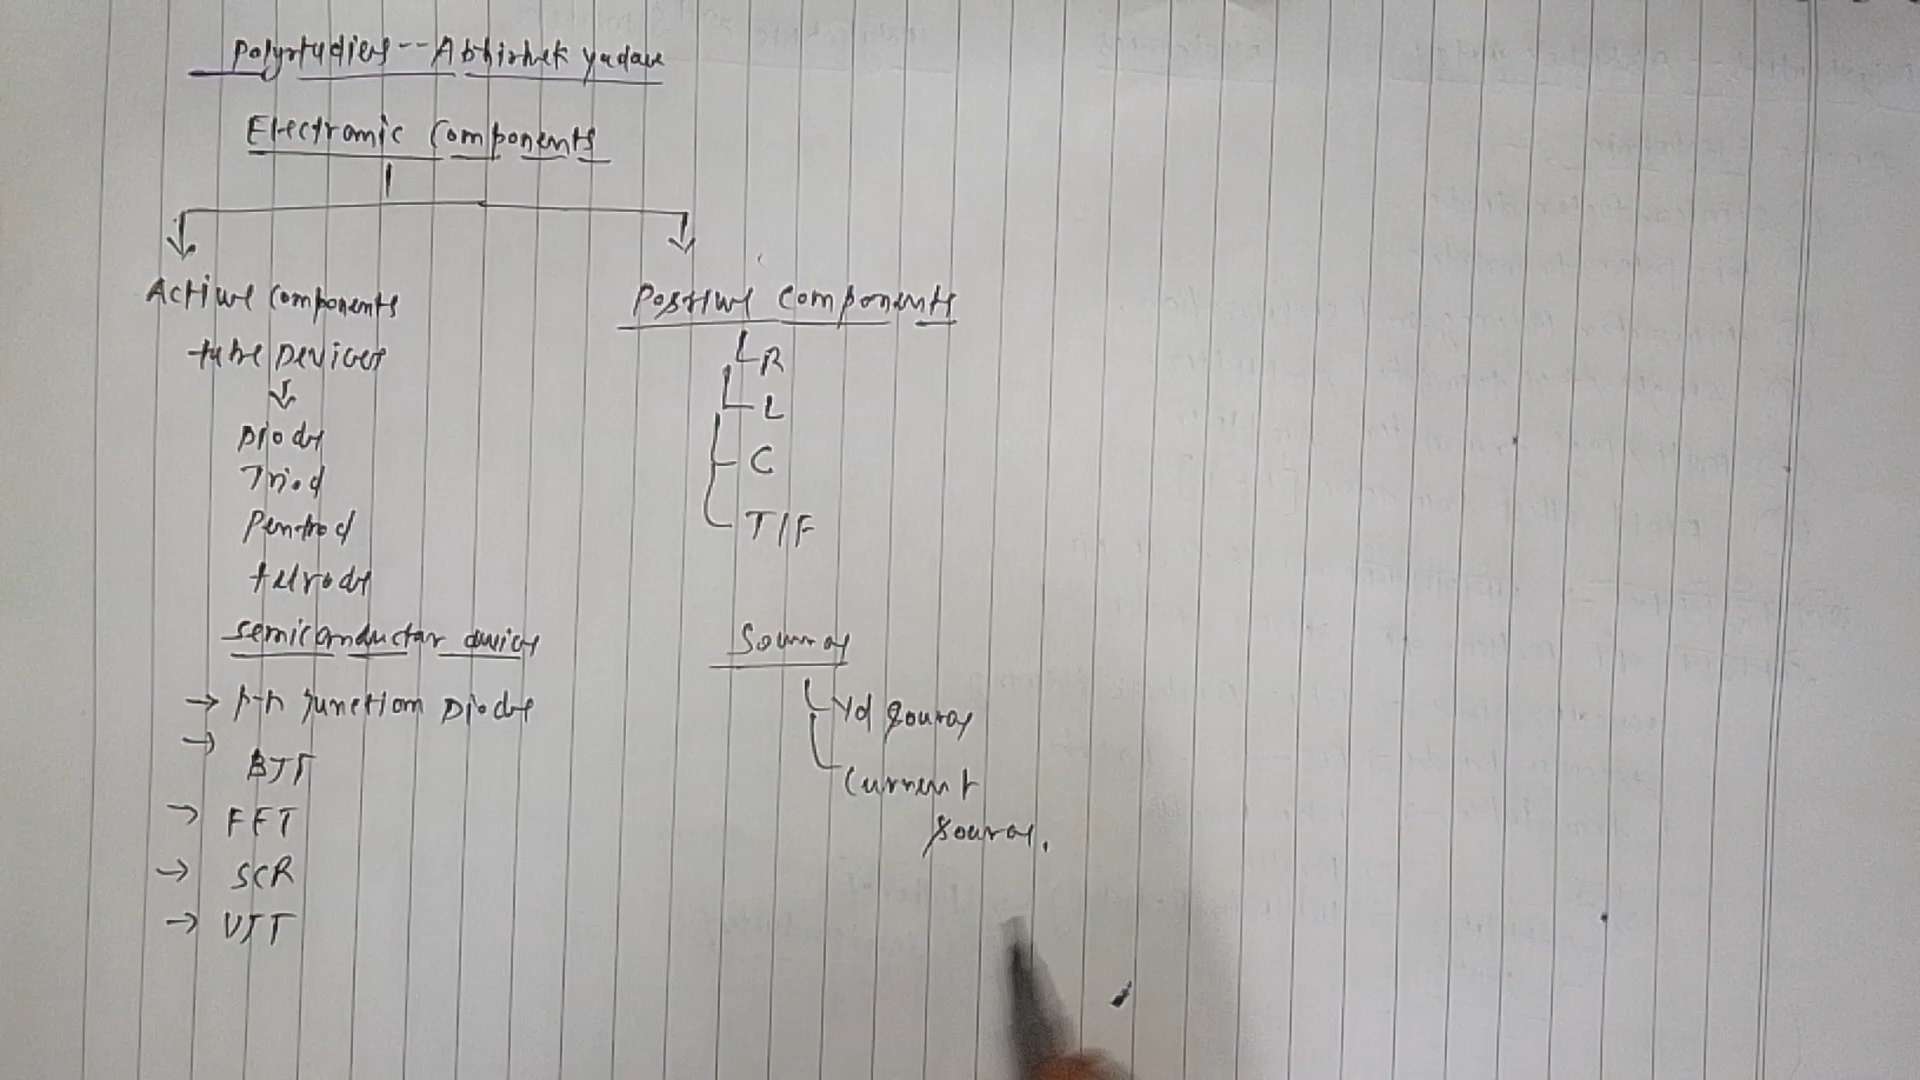 Polystudies--Abhishek yadav
Electronic Components
Active Components
tube Devices
Diode
Triod
Pentrod
tetrode
semiconductor device
→ p-n junction Diode
→ BJT
→ FET
→ SCR
→ UJT
Passive Components
R
L
C
T/F
Source
Vd source
Current
source.